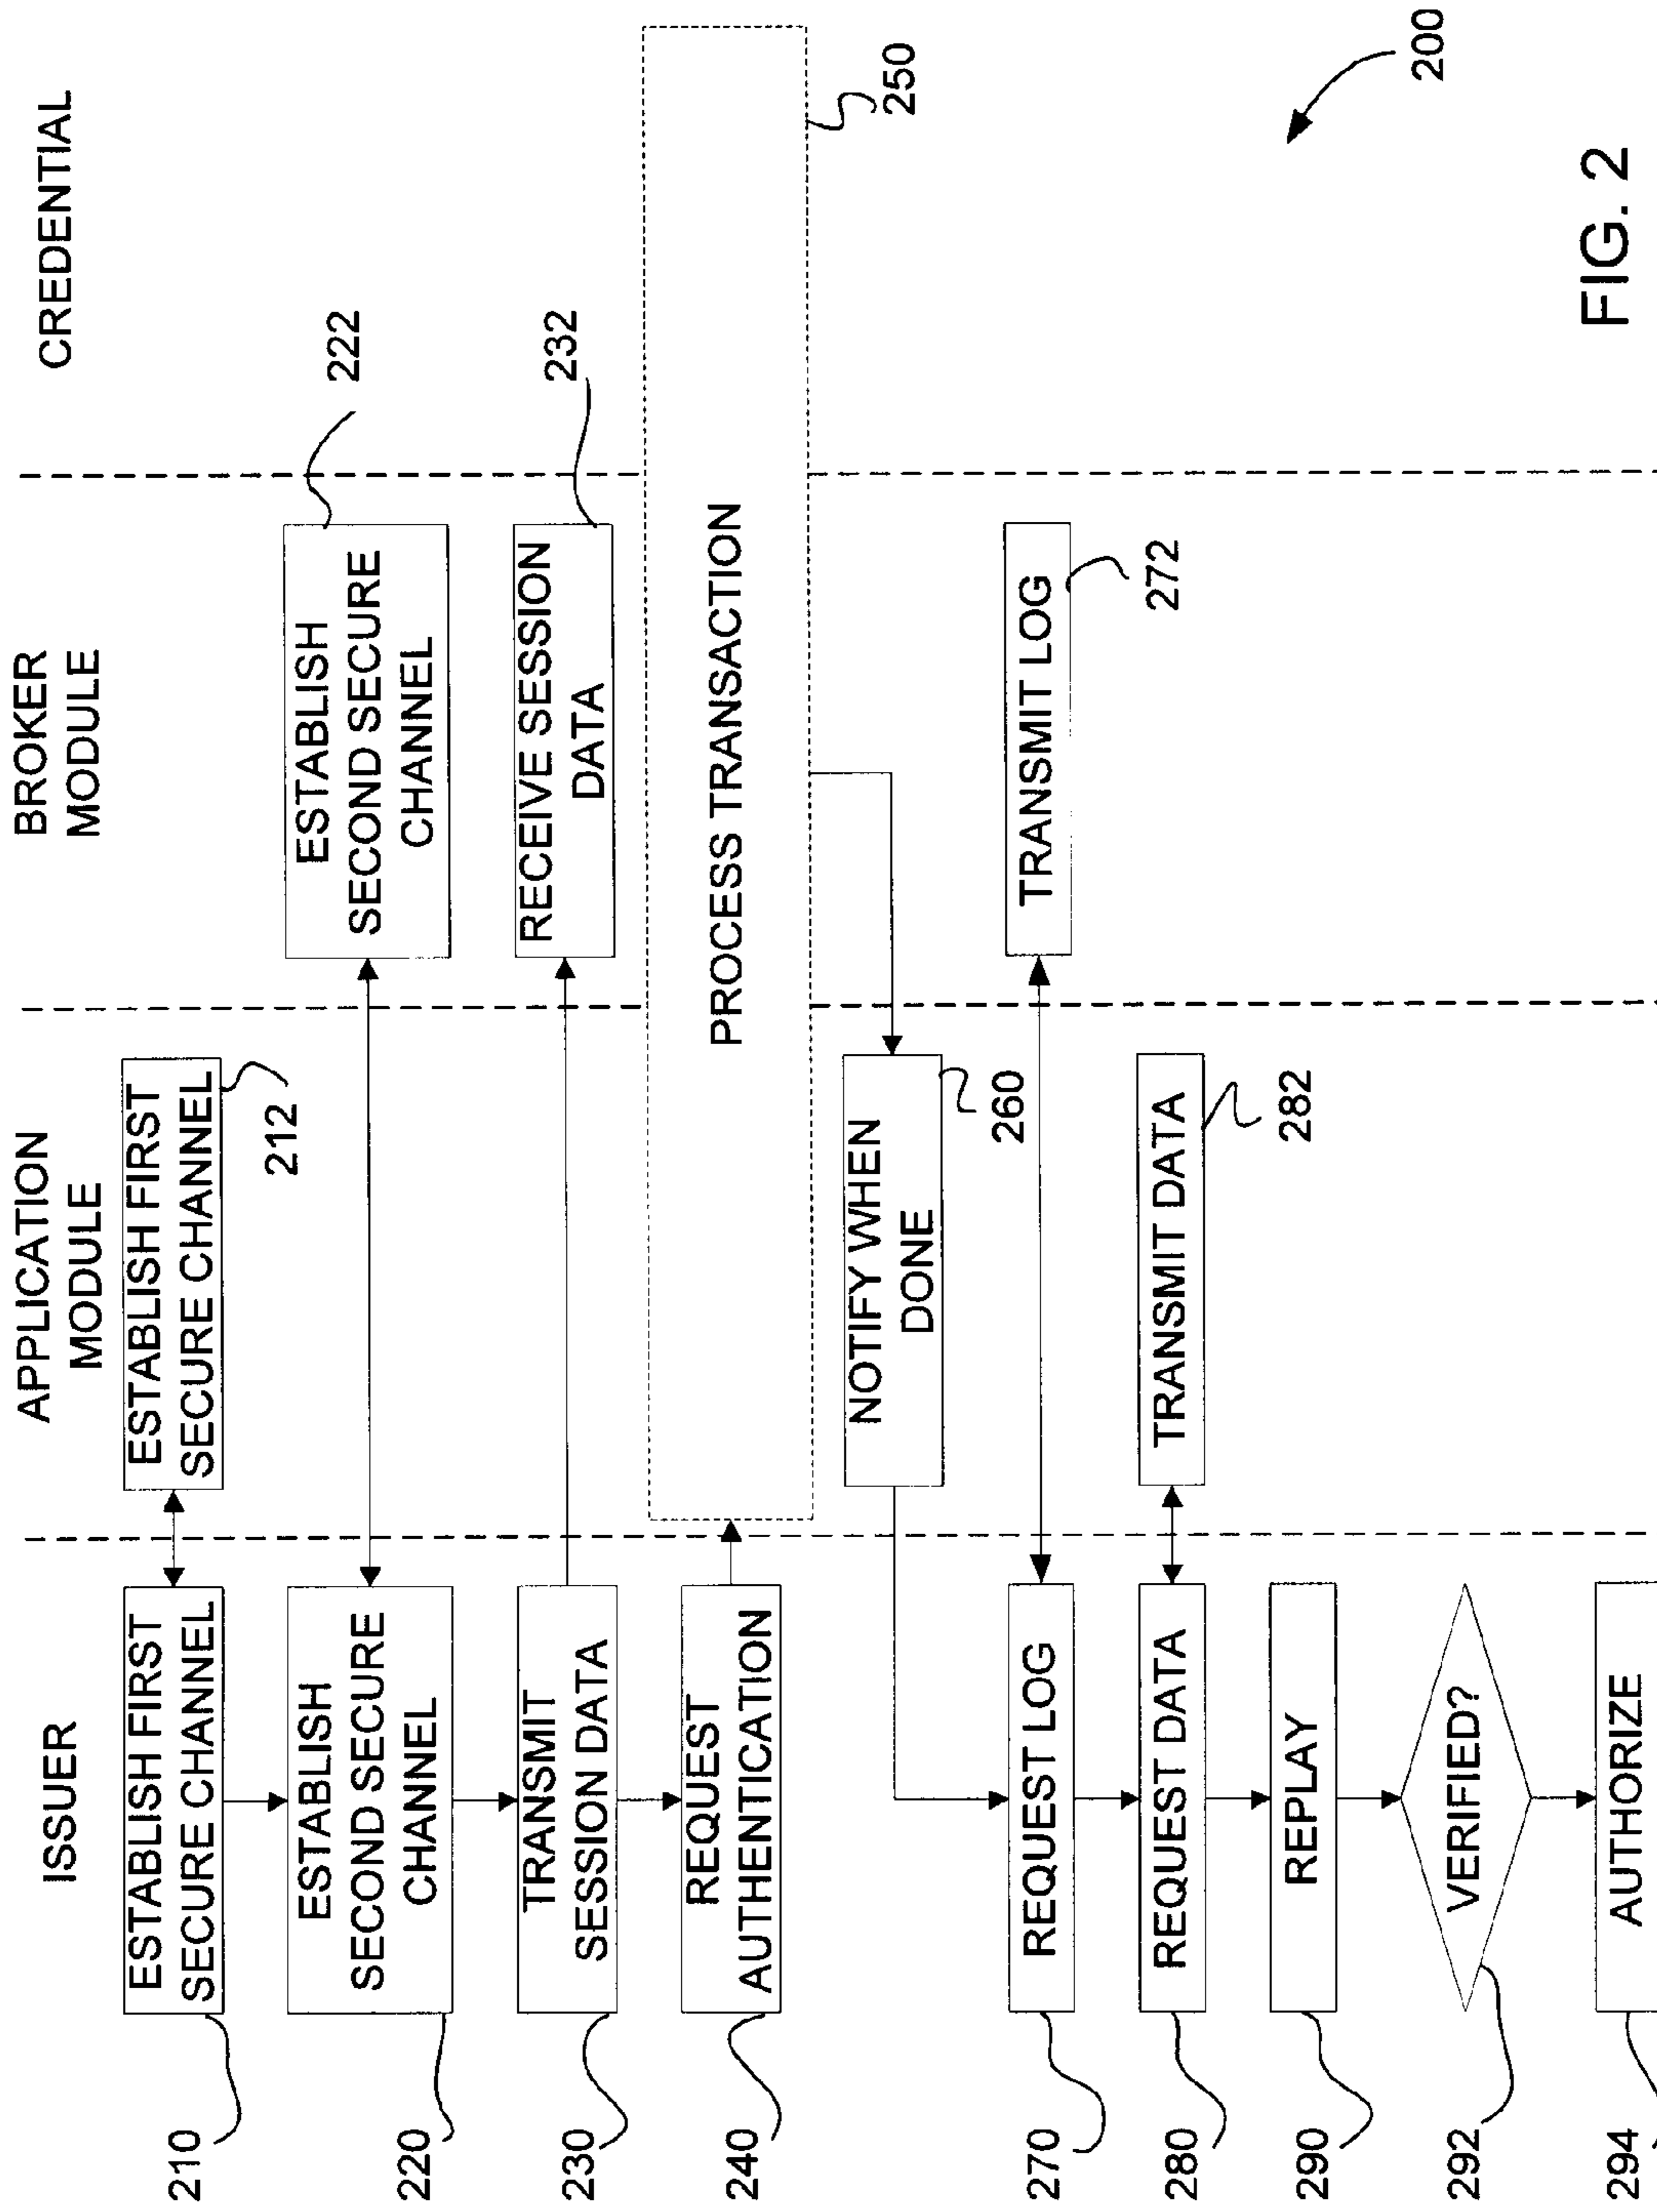 ISSUER
APPLICATION
MODULE
BROKER
MODULE
CREDENTIAL
210
ESTABLISH FIRST
SECURE CHANNEL
ESTABLISH FIRST
SECURE CHANNEL
212
220
ESTABLISH
SECOND SECURE
CHANNEL
ESTABLISH
SECOND SECURE
CHANNEL
222
230
TRANSMIT
SESSION DATA
RECEIVE SESSION
DATA
232
240
REQUEST
AUTHENTICATION
PROCESS TRANSACTION
250
NOTIFY WHEN
DONE
260
270
REQUEST LOG
TRANSMIT LOG
272
280
REQUEST DATA
TRANSMIT DATA
282
290
REPLAY
292
VERIFIED?
294
AUTHORIZE
200
FIG. 2